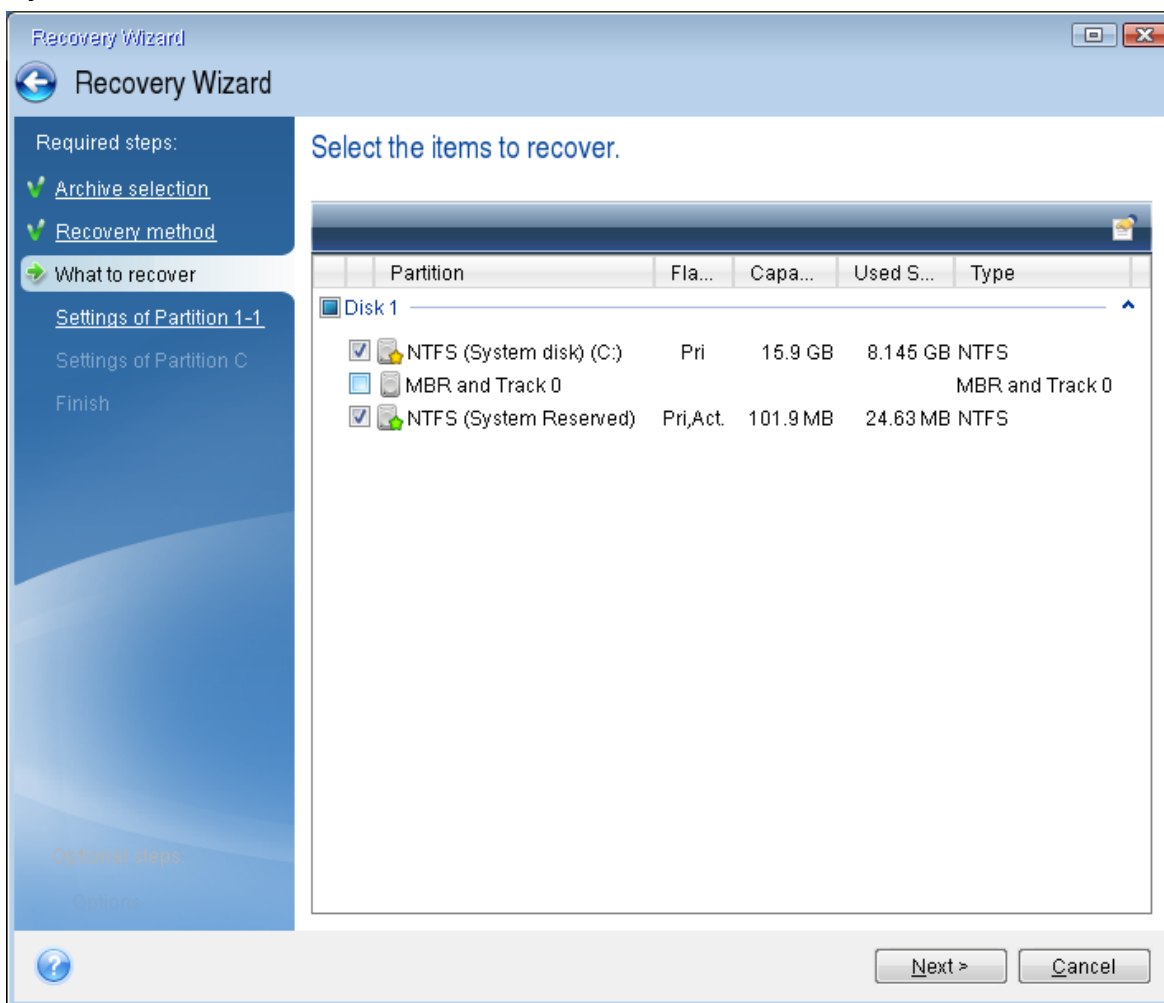 Recovery Wizard
Recovery Wizard
Required steps:
Archive selection
Recovery method
What to recover
Settings of Partition 1-1
Settings of Partition C
Finish
Optional steps:
Options
Select the items to recover.
Partition Fla... Capa... Used S... Type
Disk 1
NTFS (System disk) (C:) Pri 15.9 GB 8.145 GB NTFS
MBR and Track 0 MBR and Track 0
NTFS (System Reserved) Pri,Act. 101.9 MB 24.63 MB NTFS
Next >
Cancel